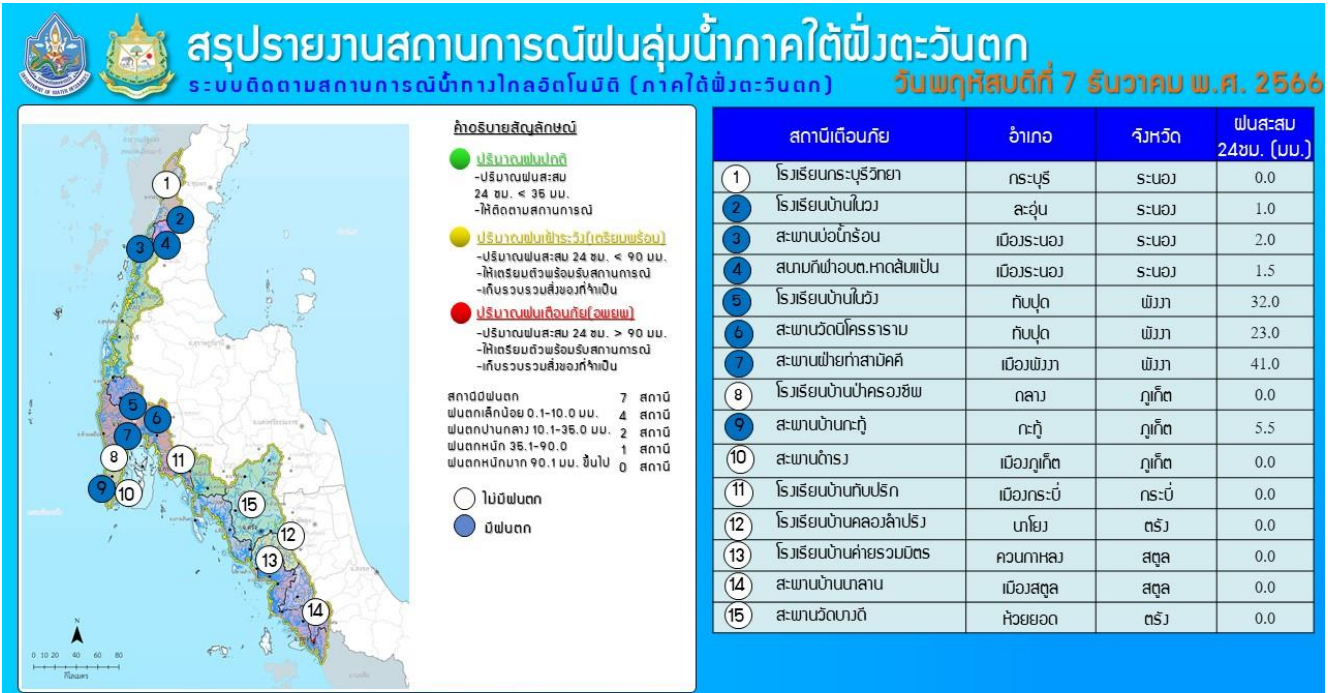 สรุปรายงานสถานการณ์ฝนลุ่มน้ำภาคใต้ฝั่งตะวันตก
ระบบติดตามสถานการณ์น้ำทางไกลอัตโนมัติ (ภาคใต้ฝั่งตะวันตก)
วันพฤหัสบดีที่ 7 ธันวาคม พ.ศ. 2566
คำอธิบายสัญลักษณ์
ปริมาณฝนปกติ
-ปริมาณฝนสะสม
24 ชม. < 35 มม.
-ให้ติดตามสถานการณ์
ปริมาณฝนเฝ้าระวัง(เตรียมพร้อม)
-ปริมาณฝนสะสม 24 ชม. < 90 มม.
-ให้เตรียมตัวพร้อมรับสถานการณ์
-เก็บรวบรวมสิ่งของที่จำเป็น
ปริมาณฝนเตือนภัย(อพยพ)
-ปริมาณฝนสะสม 24 ชม. > 90 มม.
-ให้เตรียมตัวพร้อมรับสถานการณ์
-เก็บรวบรวมสิ่งของที่จำเป็น
สถานีมีฝนตก 7 สถานี
ฝนตกเล็กน้อย 0.1-10.0 มม. 4 สถานี
ฝนตกปานกลาง 10.1-35.0 มม. 2 สถานี
ฝนตกหนัก 35.1-90.0 1 สถานี
ฝนตกหนักมาก 90.1 มม. ขึ้นไป 0 สถานี
ไม่มีฝนตก
มีฝนตก
1
2
3 4
5
6
7
8
11
9
10
15
12
13
14
N
0 10 20 40 60 80
กิโลเมตร
สถานีเตือนภัย อำเภอ จังหวัด ฝนสะสม
24ชม. (มม.)
1 โรงเรียนกระบุรีวิทยา กระบุรี ระนอง 0.0
2 โรงเรียนบ้านในวง ละอุ่น ระนอง 1.0
3 สะพานบ่อน้ำร้อน เมืองระนอง ระนอง 2.0
4 สนามกีฬาอบต.หาดส้มแป้น เมืองระนอง ระนอง 1.5
5 โรงเรียนบ้านในวัง ทับปุด พังงา 32.0
6 สะพานวัดนิโครธาราม ทับปุด พังงา 23.0
7 สะพานฝ่ายท่าสามัคคี เมืองพังงา พังงา 41.0
8 โรงเรียนบ้านป่าครองชีพ ถลาง ภูเก็ต 0.0
9 สะพานบ้านกะทู้ กะทู้ ภูเก็ต 5.5
10 สะพานดำรง เมืองภูเก็ต ภูเก็ต 0.0
11 โรงเรียนบ้านทับปริก เมืองกระบี่ กระบี่ 0.0
12 โรงเรียนบ้านคลองลำปริง นาโยง ตรัง 0.0
13 โรงเรียนบ้านค่ายรวมมิตร ควนกาหลง สตูล 0.0
14 สะพานบ้านนาลาน เมืองสตูล สตูล 0.0
15 สะพานวัดบางดี ห้วยยอด ตรัง 0.0